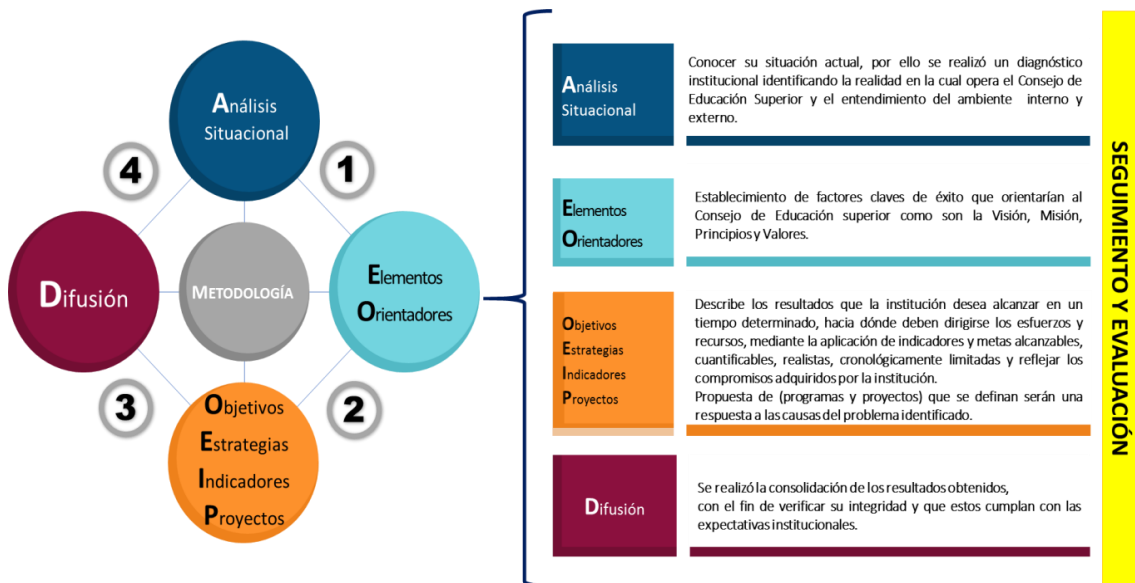 Análisis
Situacional
4
1
Difusión
METODOLOGÍA
Elementos
Orientadores
3
2
Objetivos
Estrategias
Indicadores
Proyectos
Análisis
Situacional
Conocer su situación actual, por ello se realizó un diagnóstico
institucional identificando la realidad en la cual opera el Consejo de
Educación Superior y el entendimiento del ambiente interno y
externo.
Elementos
Orientadores
Establecimiento de factores claves de éxito que orientarían al
Consejo de Educación superior como son la Visión, Misión,
Principios y Valores.
Objetivos
Estrategias
Indicadores
Proyectos
Describe los resultados que la institución desea alcanzar en un
tiempo determinado, hacia dónde deben dirigirse los esfuerzos y
recursos, mediante la aplicación de indicadores y metas alcanzables,
cuantificables, realistas, cronológicamente limitadas y reflejar los
compromisos adquiridos por la institución.
Propuesta de (programas y proyectos) que se definan serán una
respuesta a las causas del problema identificado.
Difusión
Se realizó la consolidación de los resultados obtenidos,
con el fin de verificar su integridad y que estos cumplan con las
expectativas institucionales.
SEGUIMIENTO Y EVALUACIÓN